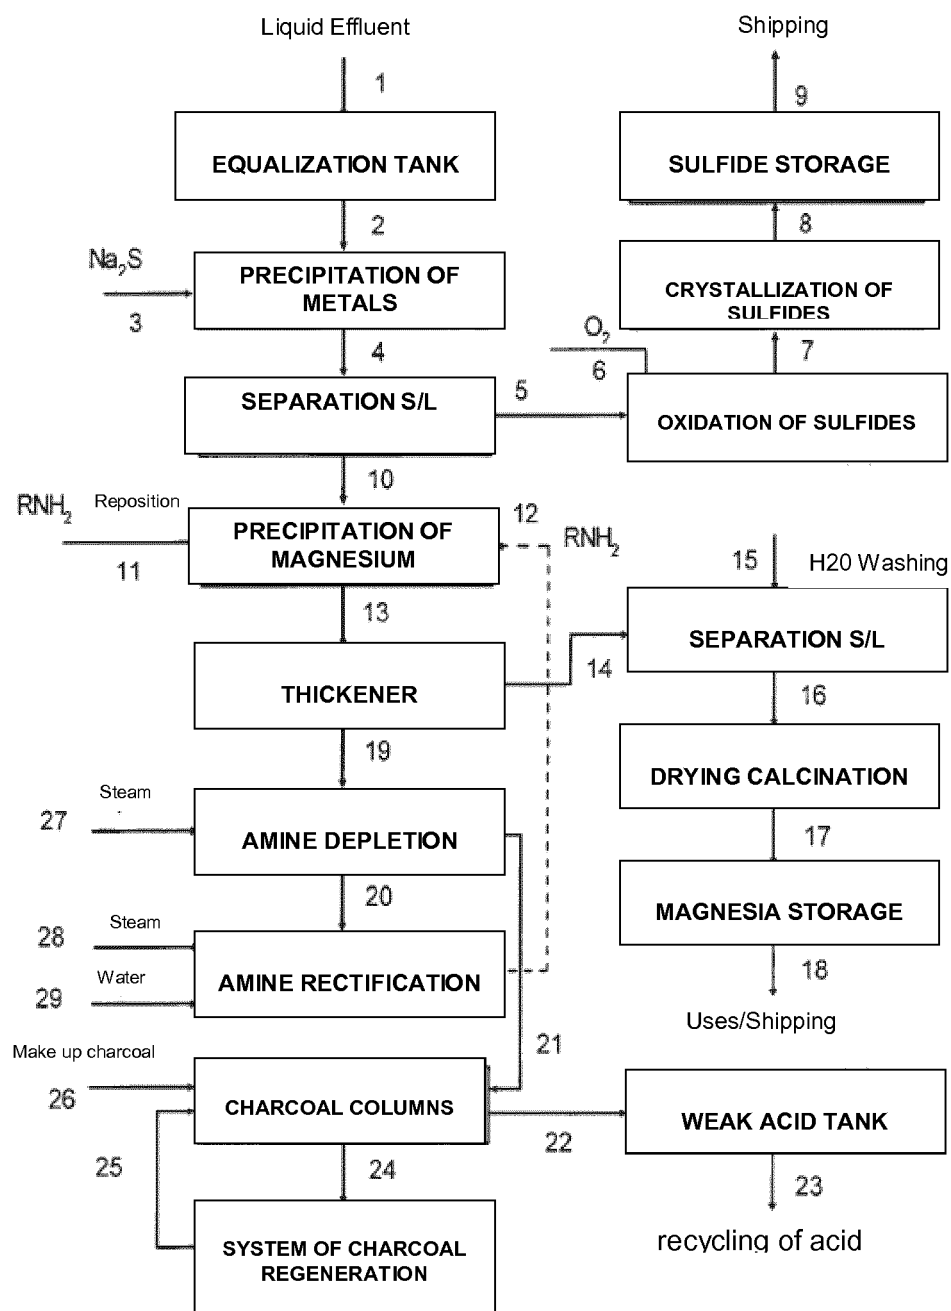 Liquid Effluent
Shipping
1
9
EQUALIZATION TANK
SULFIDE STORAGE
2
8
Na₂S
3
PRECIPITATION OF
METALS
CRYSTALLIZATION OF
SULFIDES
4
O₂
6
7
SEPARATION S/L
5
OXIDATION OF SULFIDES
10
RNH₂
Reposition
11
PRECIPITATION OF
MAGNESIUM
12
RNH₂
15
H20 Washing
13
SEPARATION S/L
14
THICKENER
16
19
DRYING CALCINATION
Steam
27
AMINE DEPLETION
17
20
MAGNESIA STORAGE
Steam
28
Water
29
AMINE RECTIFICATION
18
Uses/Shipping
21
Make up charcoal
26
CHARCOAL COLUMNS
22
WEAK ACID TANK
25
24
23
recycling of acid
SYSTEM OF CHARCOAL
REGENERATION